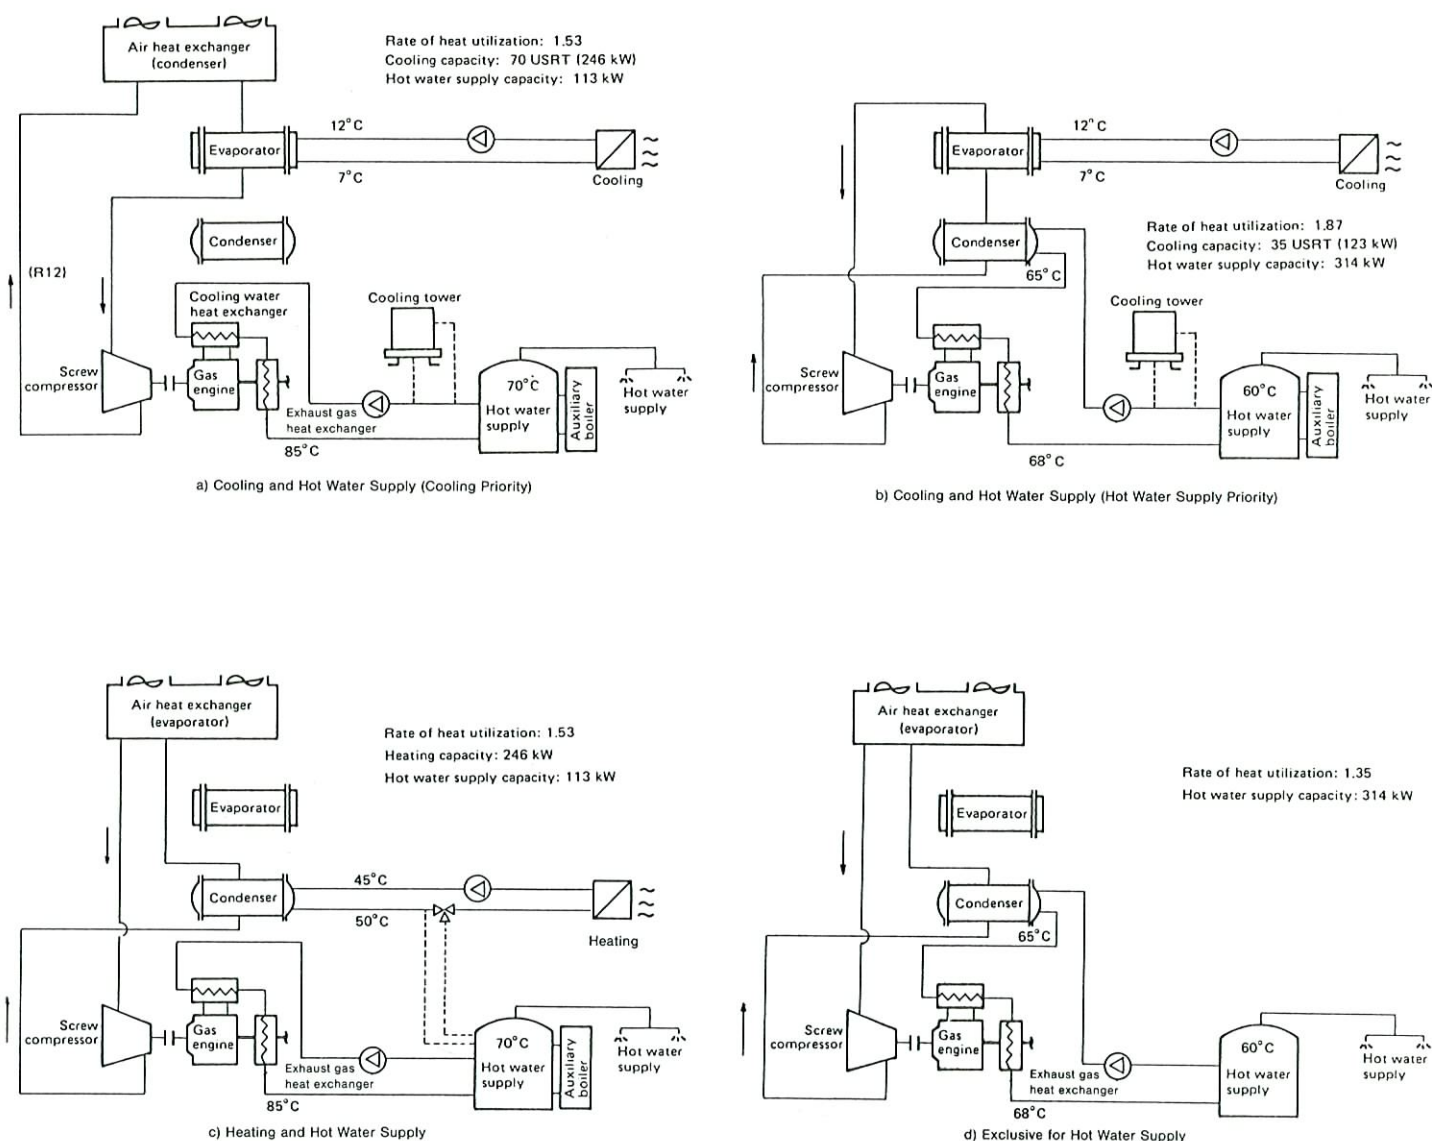 Air heat exchanger
(condenser)
Rate of heat utilization: 1.53
Cooling capacity: 70 USRT (246 kW)
Hot water supply capacity: 113 kW
12°C
Evaporator
7°C
Cooling
Condenser
(R12)
Cooling water
heat exchanger
Cooling tower
Screw
compressor
Gas
engine
70°C
Hot water
supply
Auxiliary
boiler
Hot water
supply
Exhaust gas
heat exchanger
85°C
a) Cooling and Hot Water Supply (Cooling Priority)
12°C
Evaporator
7°C
Cooling
Condenser
65°C
Rate of heat utilization: 1.87
Cooling capacity: 35 USRT (123 kW)
Hot water supply capacity: 314 kW
Cooling tower
Screw
compressor
Gas
engine
60°C
Hot water
supply
Auxiliary
boiler
Hot water
supply
68°C
b) Cooling and Hot Water Supply (Hot Water Supply Priority)
Air heat exchanger
(evaporator)
Rate of heat utilization: 1.53
Heating capacity: 246 kW
Hot water supply capacity: 113 kW
Evaporator
Condenser
45°C
50°C
Heating
Screw
compressor
Gas
engine
70°C
Hot water
supply
Auxiliary
boiler
Hot water
supply
Exhaust gas
heat exchanger
85°C
c) Heating and Hot Water Supply
Air heat exchanger
(evaporator)
Rate of heat utilization: 1.35
Hot water supply capacity: 314 kW
Evaporator
Condenser
65°C
Screw
compressor
Gas
engine
60°C
Hot water
supply
Hot water
supply
Exhaust gas
heat exchanger
68°C
d) Exclusive for Hot Water Supply